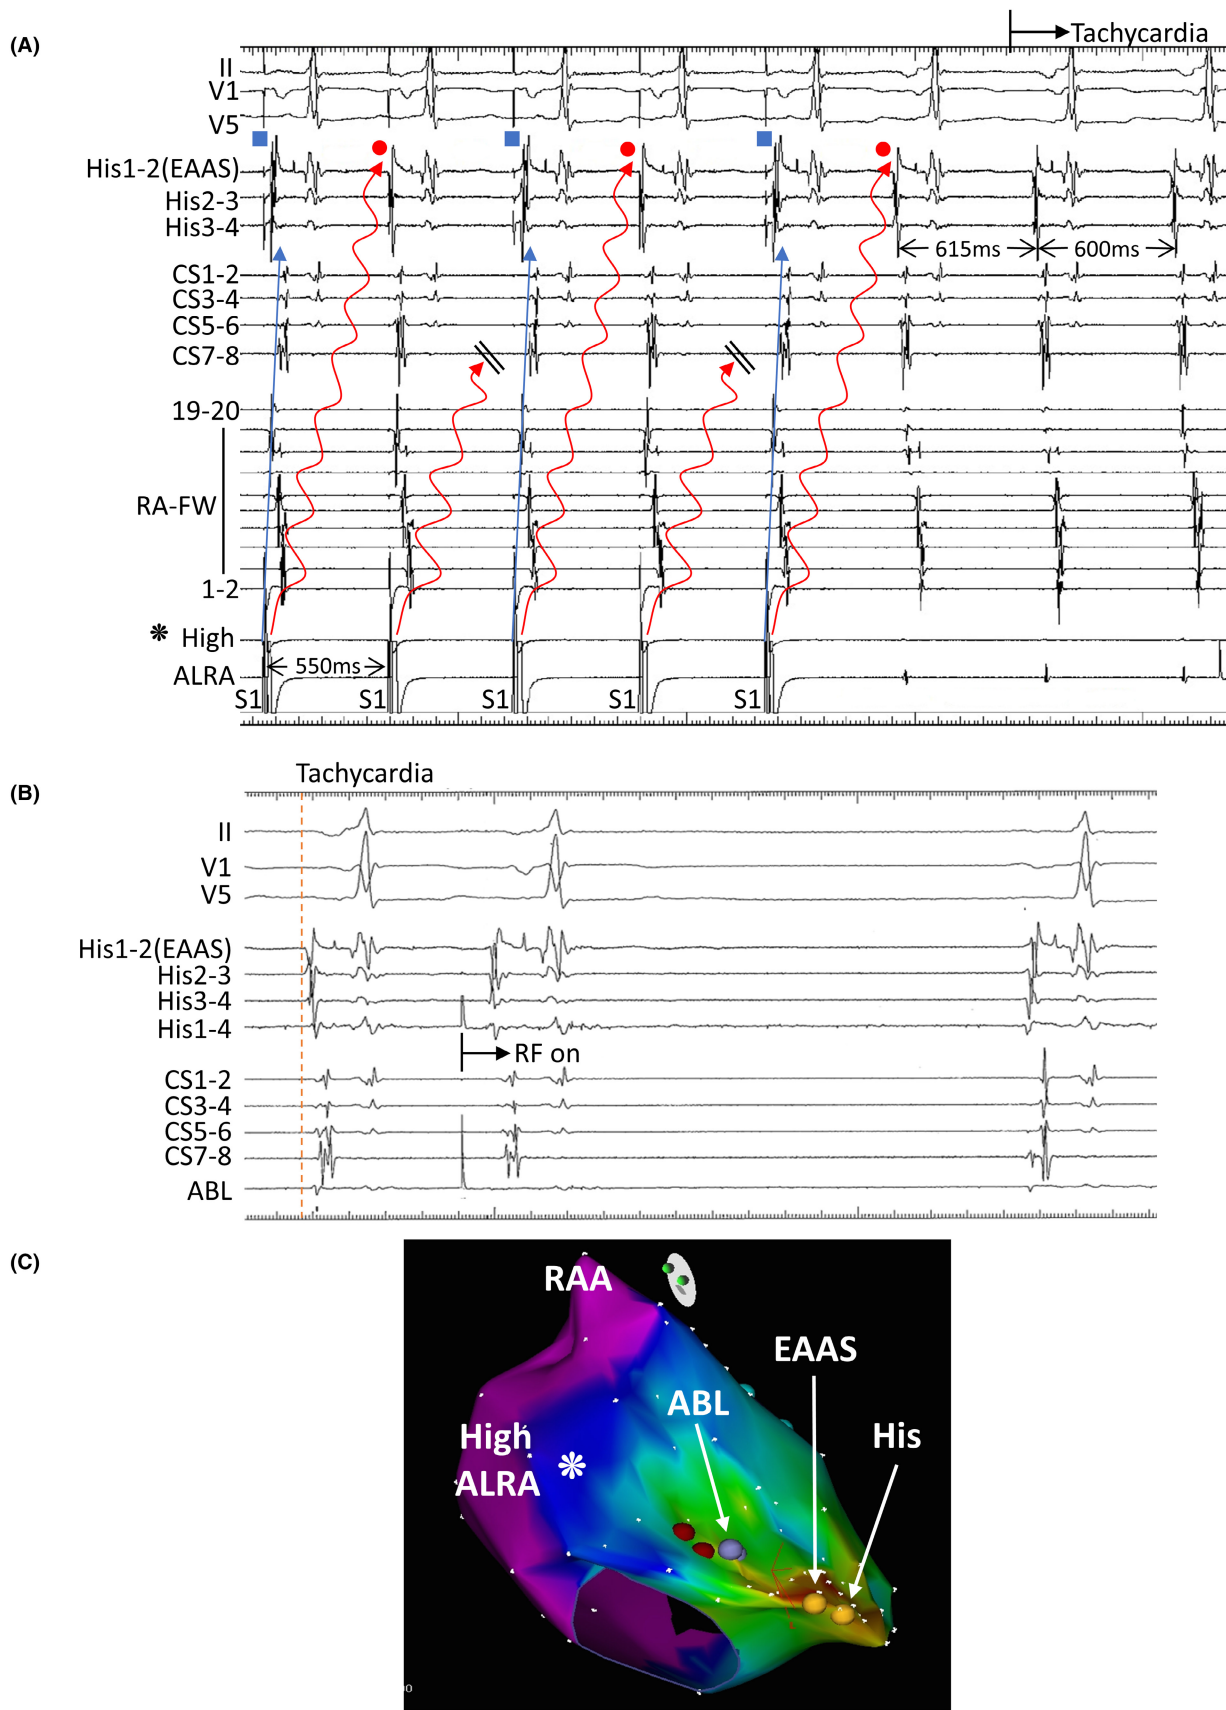 (A)
Tachycardia
II
V1
V5
His1-2(EAAS)
His2-3
His3-4
615ms
600ms
CS1-2
CS3-4
CS5-6
CS7-8
19-20
RA-FW
1-2
❋ High
ALRA
550ms
S1 S1 S1 S1 S1
(B)
Tachycardia
II
V1
V5
His1-2(EAAS)
His2-3
His3-4
His1-4
RF on
CS1-2
CS3-4
CS5-6
CS7-8
ABL
(C)
RAA
EAAS
ABL
His
High
ALRA
❋